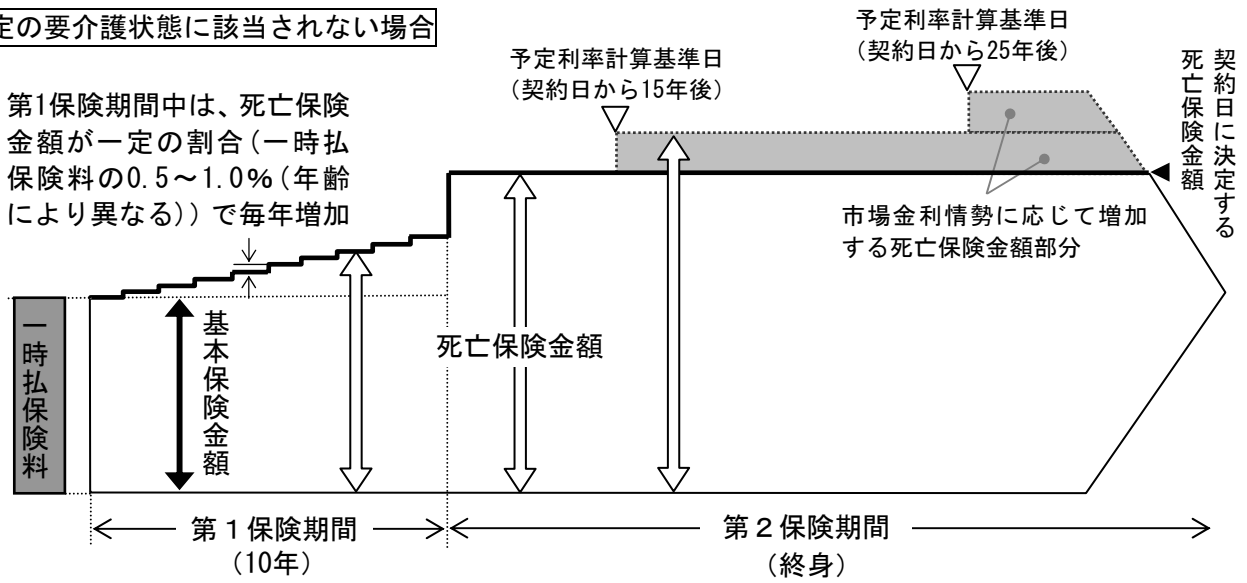 定の要介護状態に該当されない場合
第1保険期間中は、死亡保険
金額が一定の割合(一時払
保険料の0.5～1.0%(年齢
により異なる))で毎年増加
予定利率計算基準日
(契約日から15年後)
予定利率計算基準日
(契約日から25年後)
契約日に決定する
死亡保険金額
市場金利情勢に応じて増加
する死亡保険金額部分
一時払保険料
基本保険金額
死亡保険金額
第1保険期間
(10年)
第2保険期間
(終身)